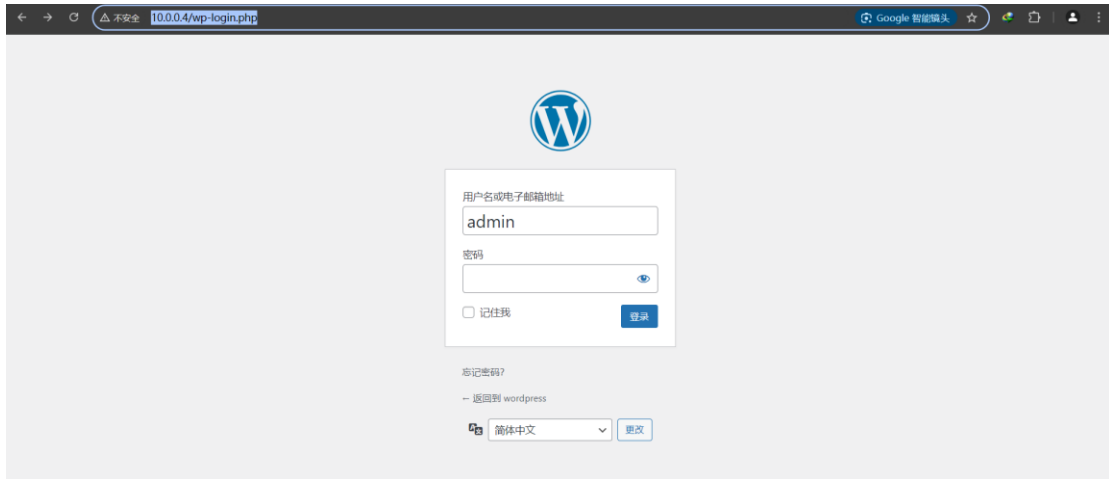 不安全 10.0.0.4/wp-login.php Google 智能镜头
用户名或电子邮箱地址
admin
密码
记住我
登录
忘记密码?
← 返回到 wordpress
简体中文 更改